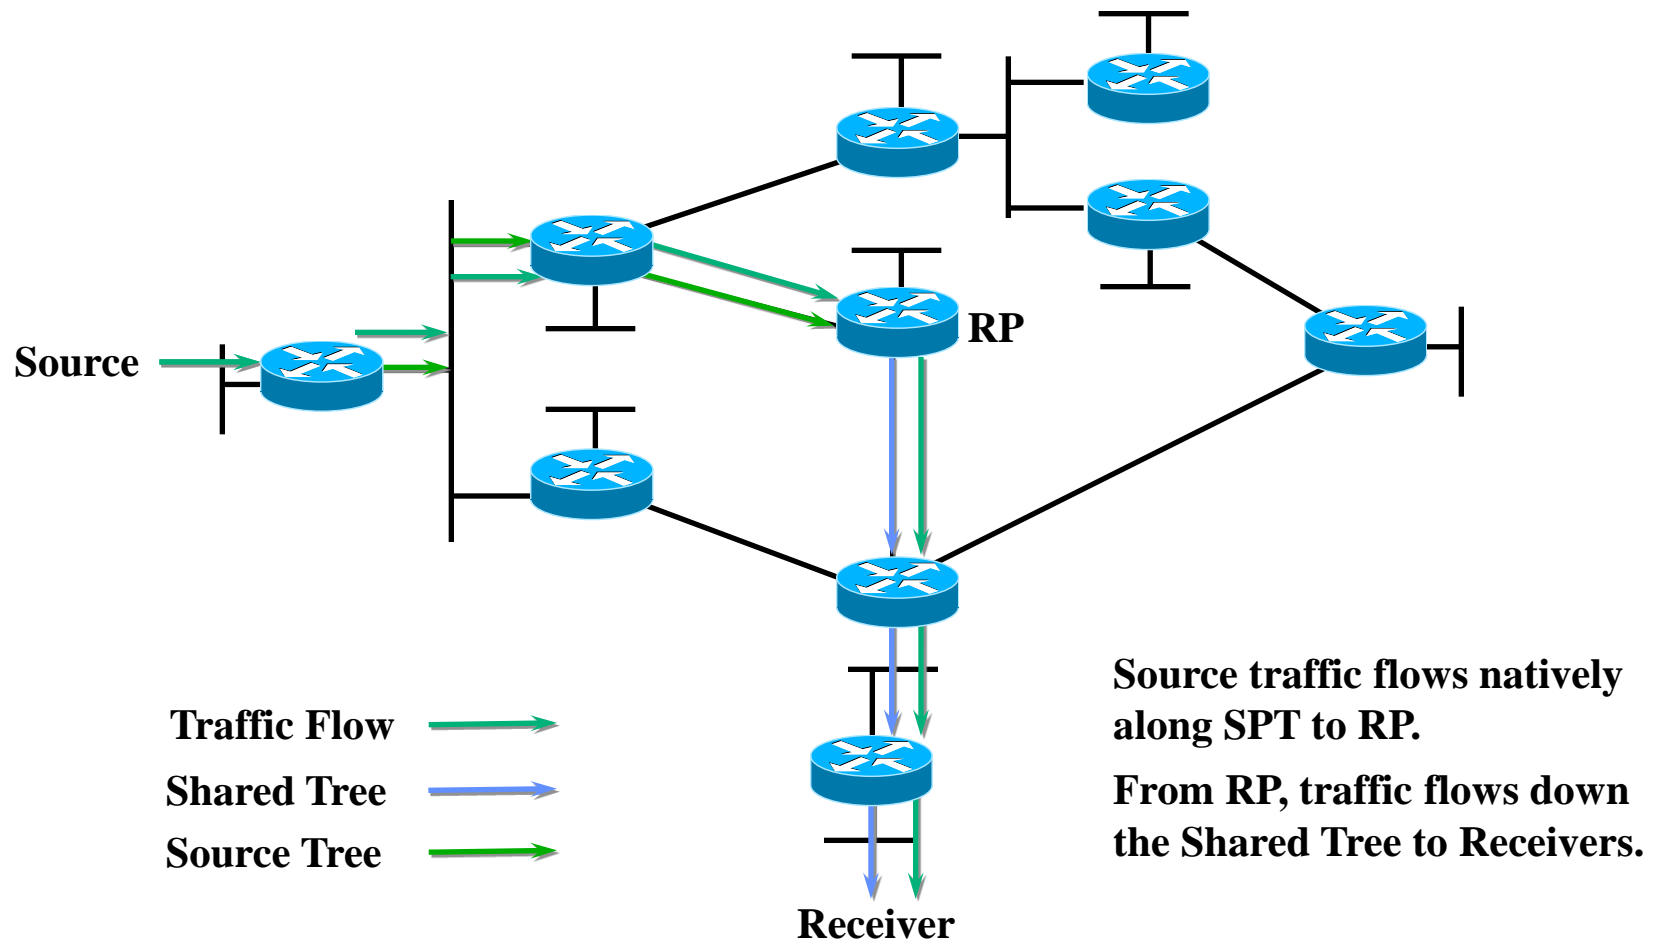 RP
Source
Source traffic flows natively
along SPT to RP.
From RP, traffic flows down
the Shared Tree to Receivers.
Traffic Flow
Shared Tree
Source Tree
Receiver